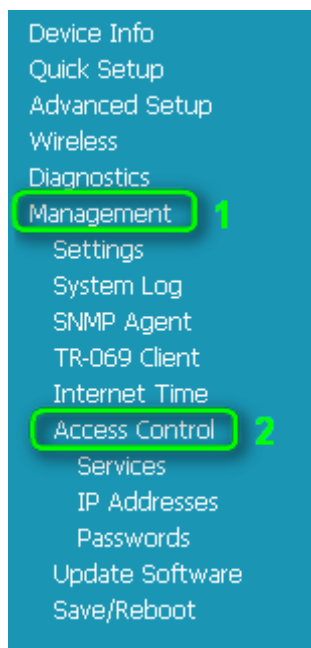 Device Info
Quick Setup
Advanced Setup
Wireless
Diagnostics
Management 1
Settings
System Log
SNMP Agent
TR-069 Client
Internet Time
Access Control 2
Services
IP Addresses
Passwords
Update Software
Save/Reboot